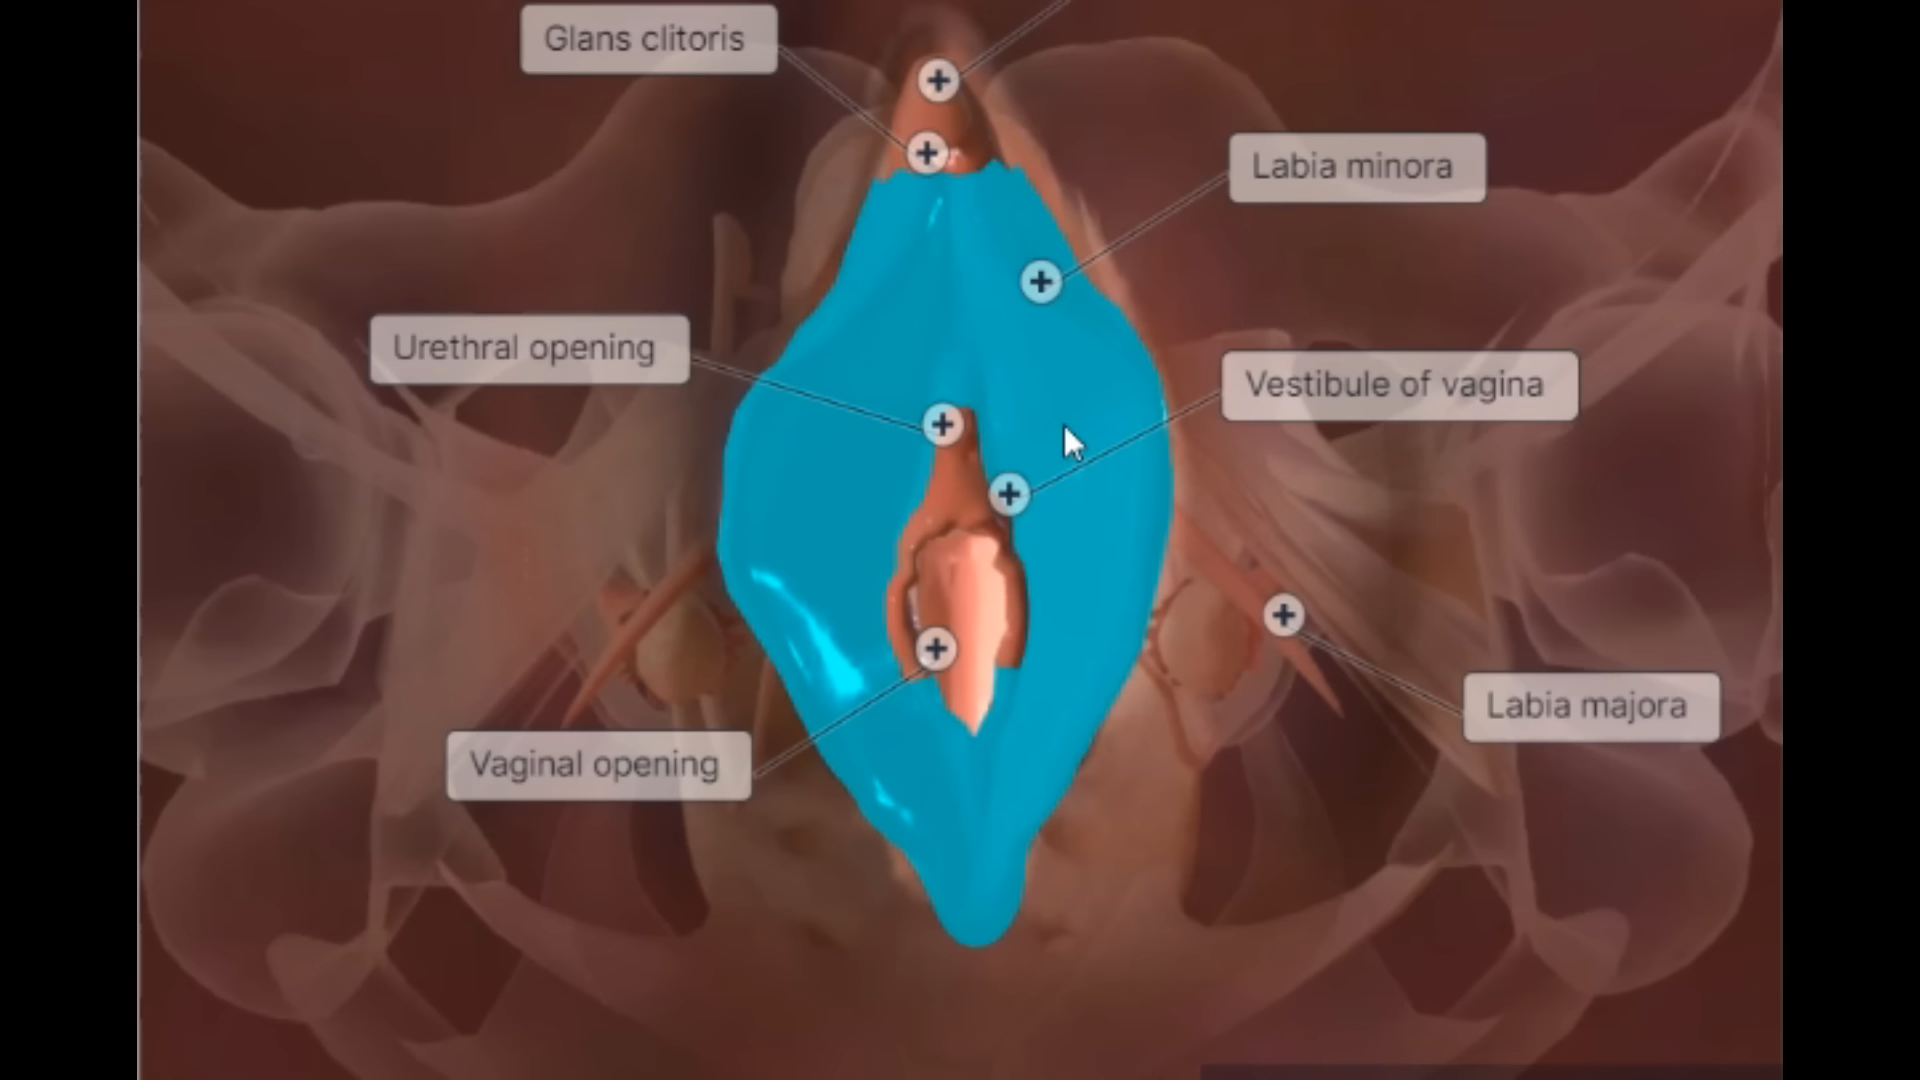 Glans clitoris
Labia minora
Urethral opening
Vestibule of vagina
Labia majora
Vaginal opening